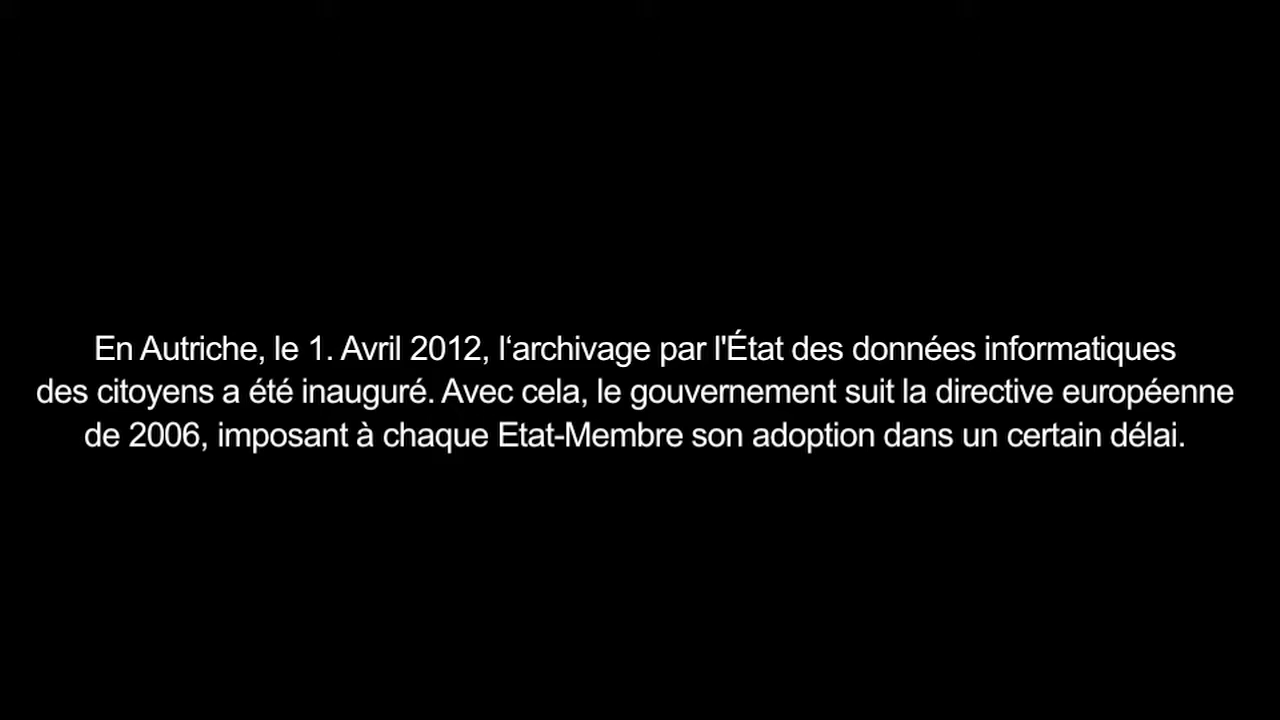 En Autriche, le 1. Avril 2012, l‘archivage par l'État des données informatiques
des citoyens a été inauguré. Avec cela, le gouvernement suit la directive européenne
de 2006, imposant à chaque Etat-Membre son adoption dans un certain délai.